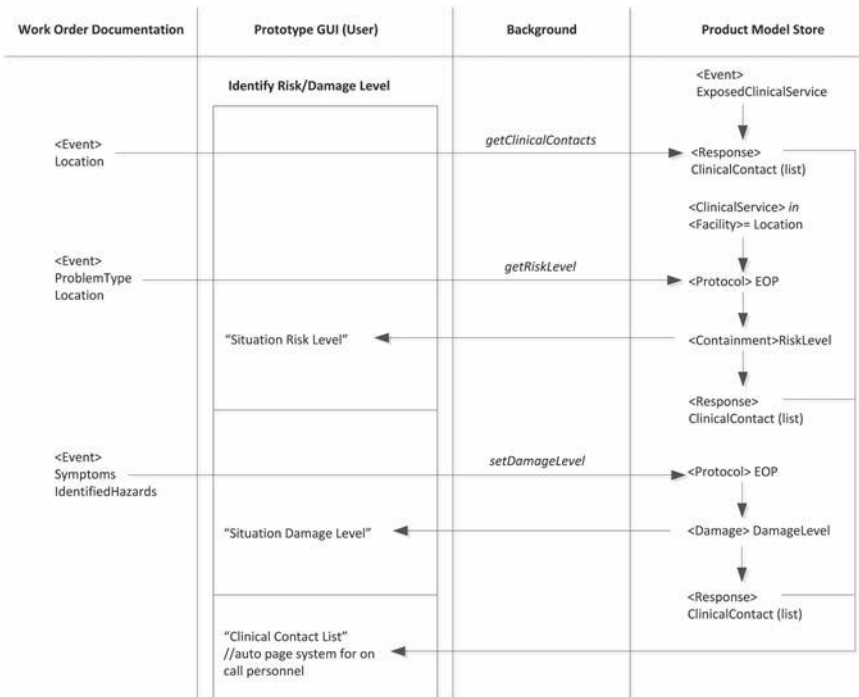 Work Order Documentation
Prototype GUI (User)
Background
Product Model Store
Identify Risk/Damage Level
<Event>
ExposedClinicalService
<Event>
Location
getClinicalContacts
<Response>
ClinicalContact (list)
<ClinicalService> in
<Facility>= Location
<Event>
ProblemType
Location
getRiskLevel
<Protocol> EOP
"Situation Risk Level"
<Containment>RiskLevel
<Response>
ClinicalContact (list)
<Event>
Symptoms
IdentifiedHazards
setDamageLevel
<Protocol> EOP
"Situation Damage Level"
<Damage> DamageLevel
<Response>
ClinicalContact (list)
"Clinical Contact List"
//auto page system for on
call personnel